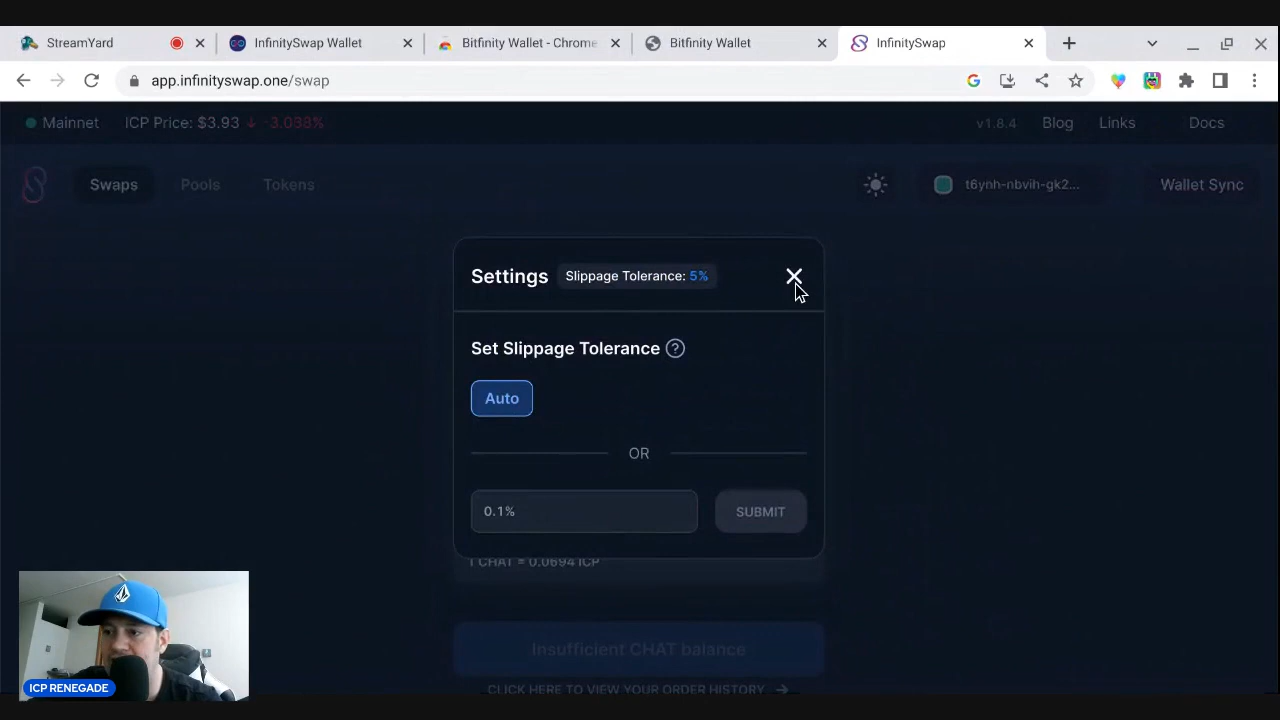 StreamYard
InfinitySwap Wallet
Bitfinity Wallet - Chrome
Bitfinity Wallet
InfinitySwap
app.infinityswap.one/swap
Mainnet
ICP Price: $3.93 ↓ -3.038%
v1.8.4
Blog
Links
Docs
Swaps
Pools
Tokens
t6ynh-nbvih-gk2...
Wallet Sync
Settings
Slippage Tolerance: 5%
Set Slippage Tolerance ?
Auto
OR
0.1%
SUBMIT
1 CHAT = 0.0694 ICP
Insufficient CHAT balance
CLICK HERE TO VIEW YOUR ORDER HISTORY →
ICP RENEGADE